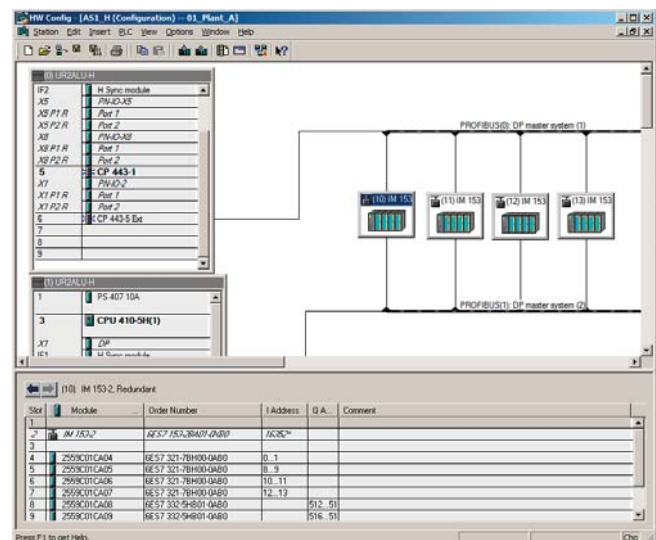 HW Config - [AS1_H (Configuration) -- 01_Plant_A]
Station Edit Insert PLC View Options Window Help
(0) UR2ALU-H
IF2 H Sync module
X5 PN-IO-X5
X5 P1 R Port 1
X5 P2 R Port 2
X8 PN-IO-X8
X8 P1 R Port 1
X8 P2 R Port 2
5 CP 443-1
X1 PN-IO-2
X1 P1 R Port 1
X1 P2 R Port 2
6 CP 443-5 Ext
7
8
9
PROFIBUS(0): DP master system (1)
(10) IM 153 (11) IM 153 (12) IM 153 (13) IM 153
PROFIBUS(1): DP master system (2)
(1) UR2ALU-H
1 PS 407 10A
3 CPU 410-5H(1)
X1 DP
IF1 H Sync module
(10) IM 153-2, Redundant
Slot Module ... Order Number I Address Q A... Comment
1
2 IM 153-2 16352*
3
4 2559C01CA04 6ES7 321-7BH00-0AB0 0...1
5 2559C01CA05 6ES7 321-7BH00-0AB0 8...9
6 2559C01CA06 6ES7 321-7BH00-0AB0 10...11
7 2559C01CA07 6ES7 321-7BH00-0AB0 12...13
8 2559C01CA08 6ES7 332-5HB01-0AB0 512...51
9 2559C01CA09 6ES7 332-5HB01-0AB0 516...51
Press F1 to get Help. Chg